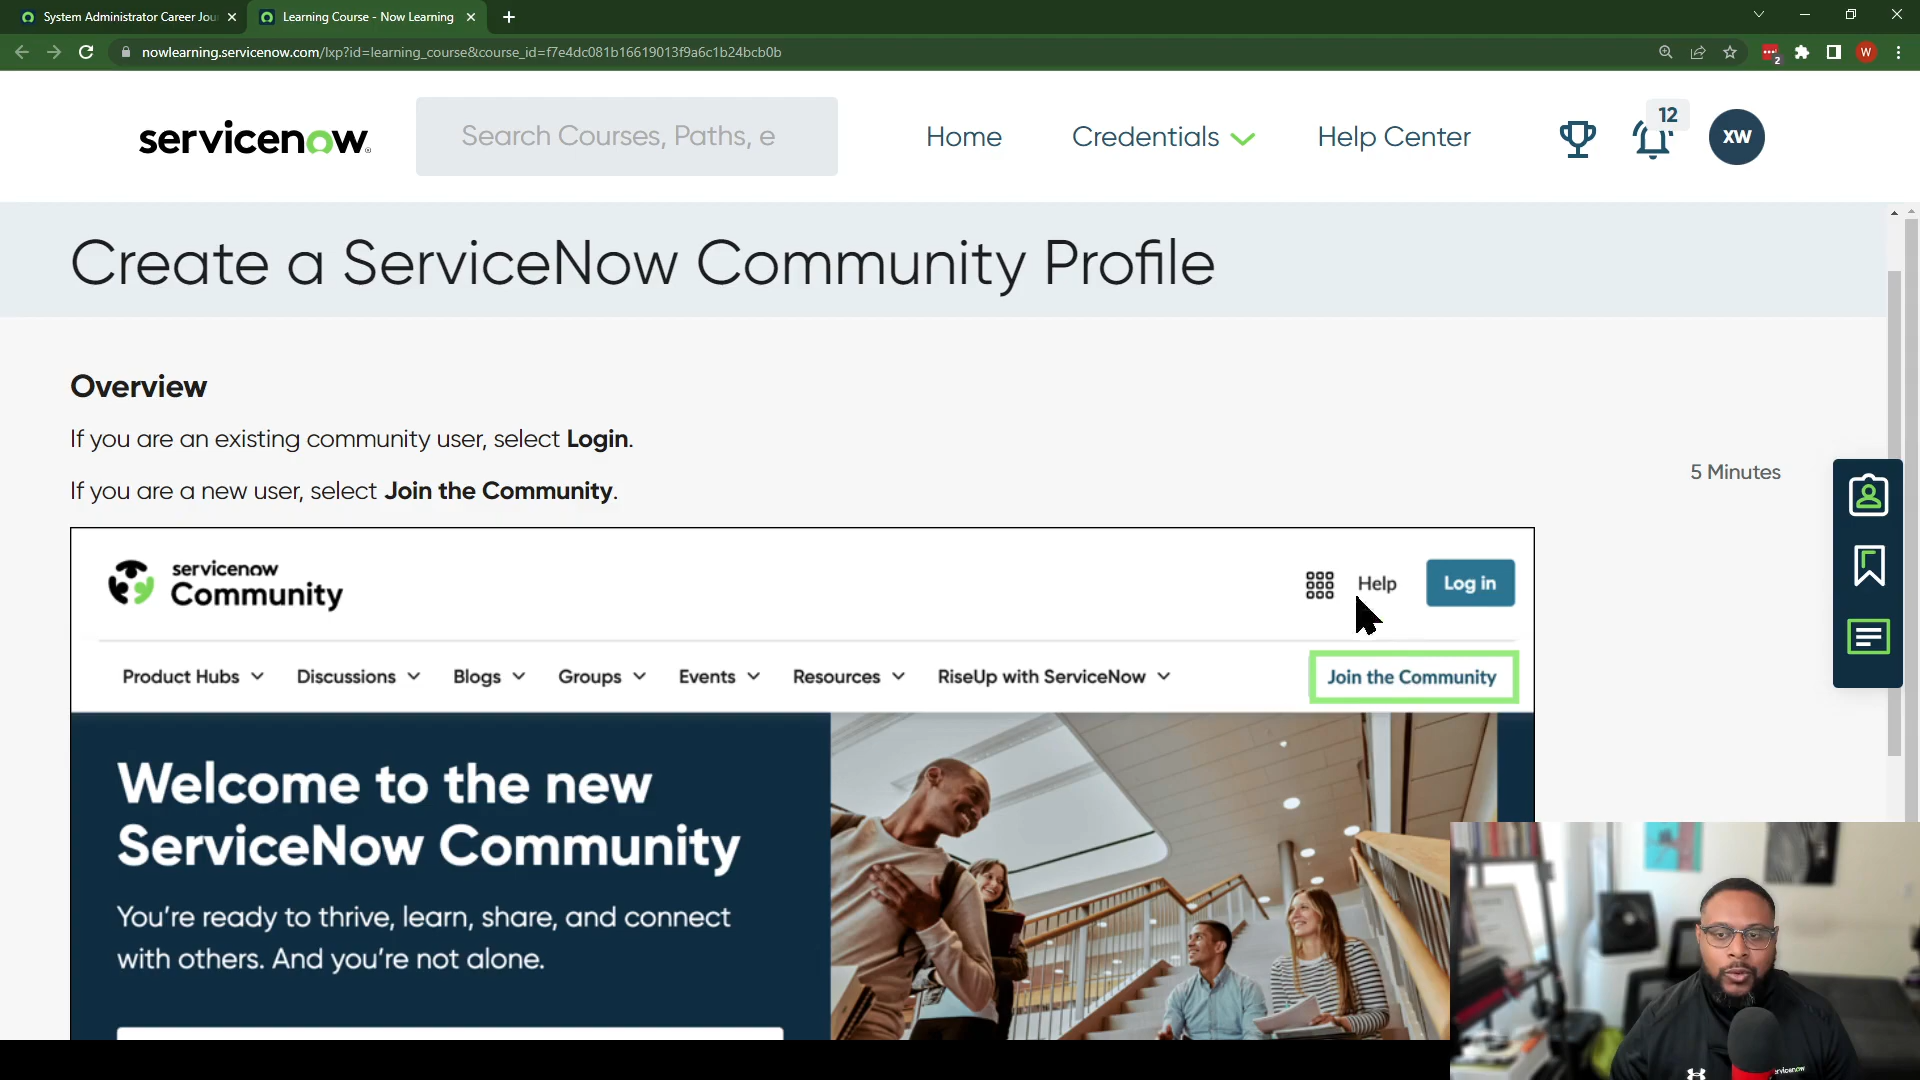 System Administrator Career Jou
Learning Course - Now Learning
nowlearning.servicenow.com/lxp?id=learning_course&course_id=f7e4dc081b16619013f9a6c1b24bcb0b
2
W
servicenow
Search Courses, Paths, e
Home
Credentials
Help Center
12
XW
Create a ServiceNow Community Profile
Overview
If you are an existing community user, select Login.
If you are a new user, select Join the Community.
5 Minutes
servicenow
Community
Help
Log in
Product Hubs
Discussions
Blogs
Groups
Events
Resources
RiseUp with ServiceNow
Join the Community
Welcome to the new
ServiceNow Community
You're ready to thrive, learn, share, and connect
with others. And you're not alone.
servicenow